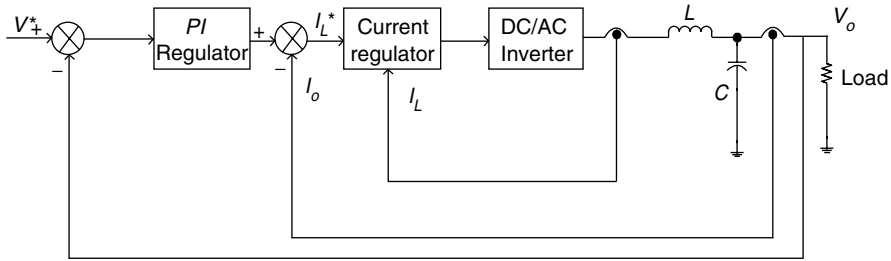 V*
+
−
PI
Regulator
+
−
I_L*
I_o
Current
regulator
I_L
DC/AC
Inverter
L
C
V_o
Load